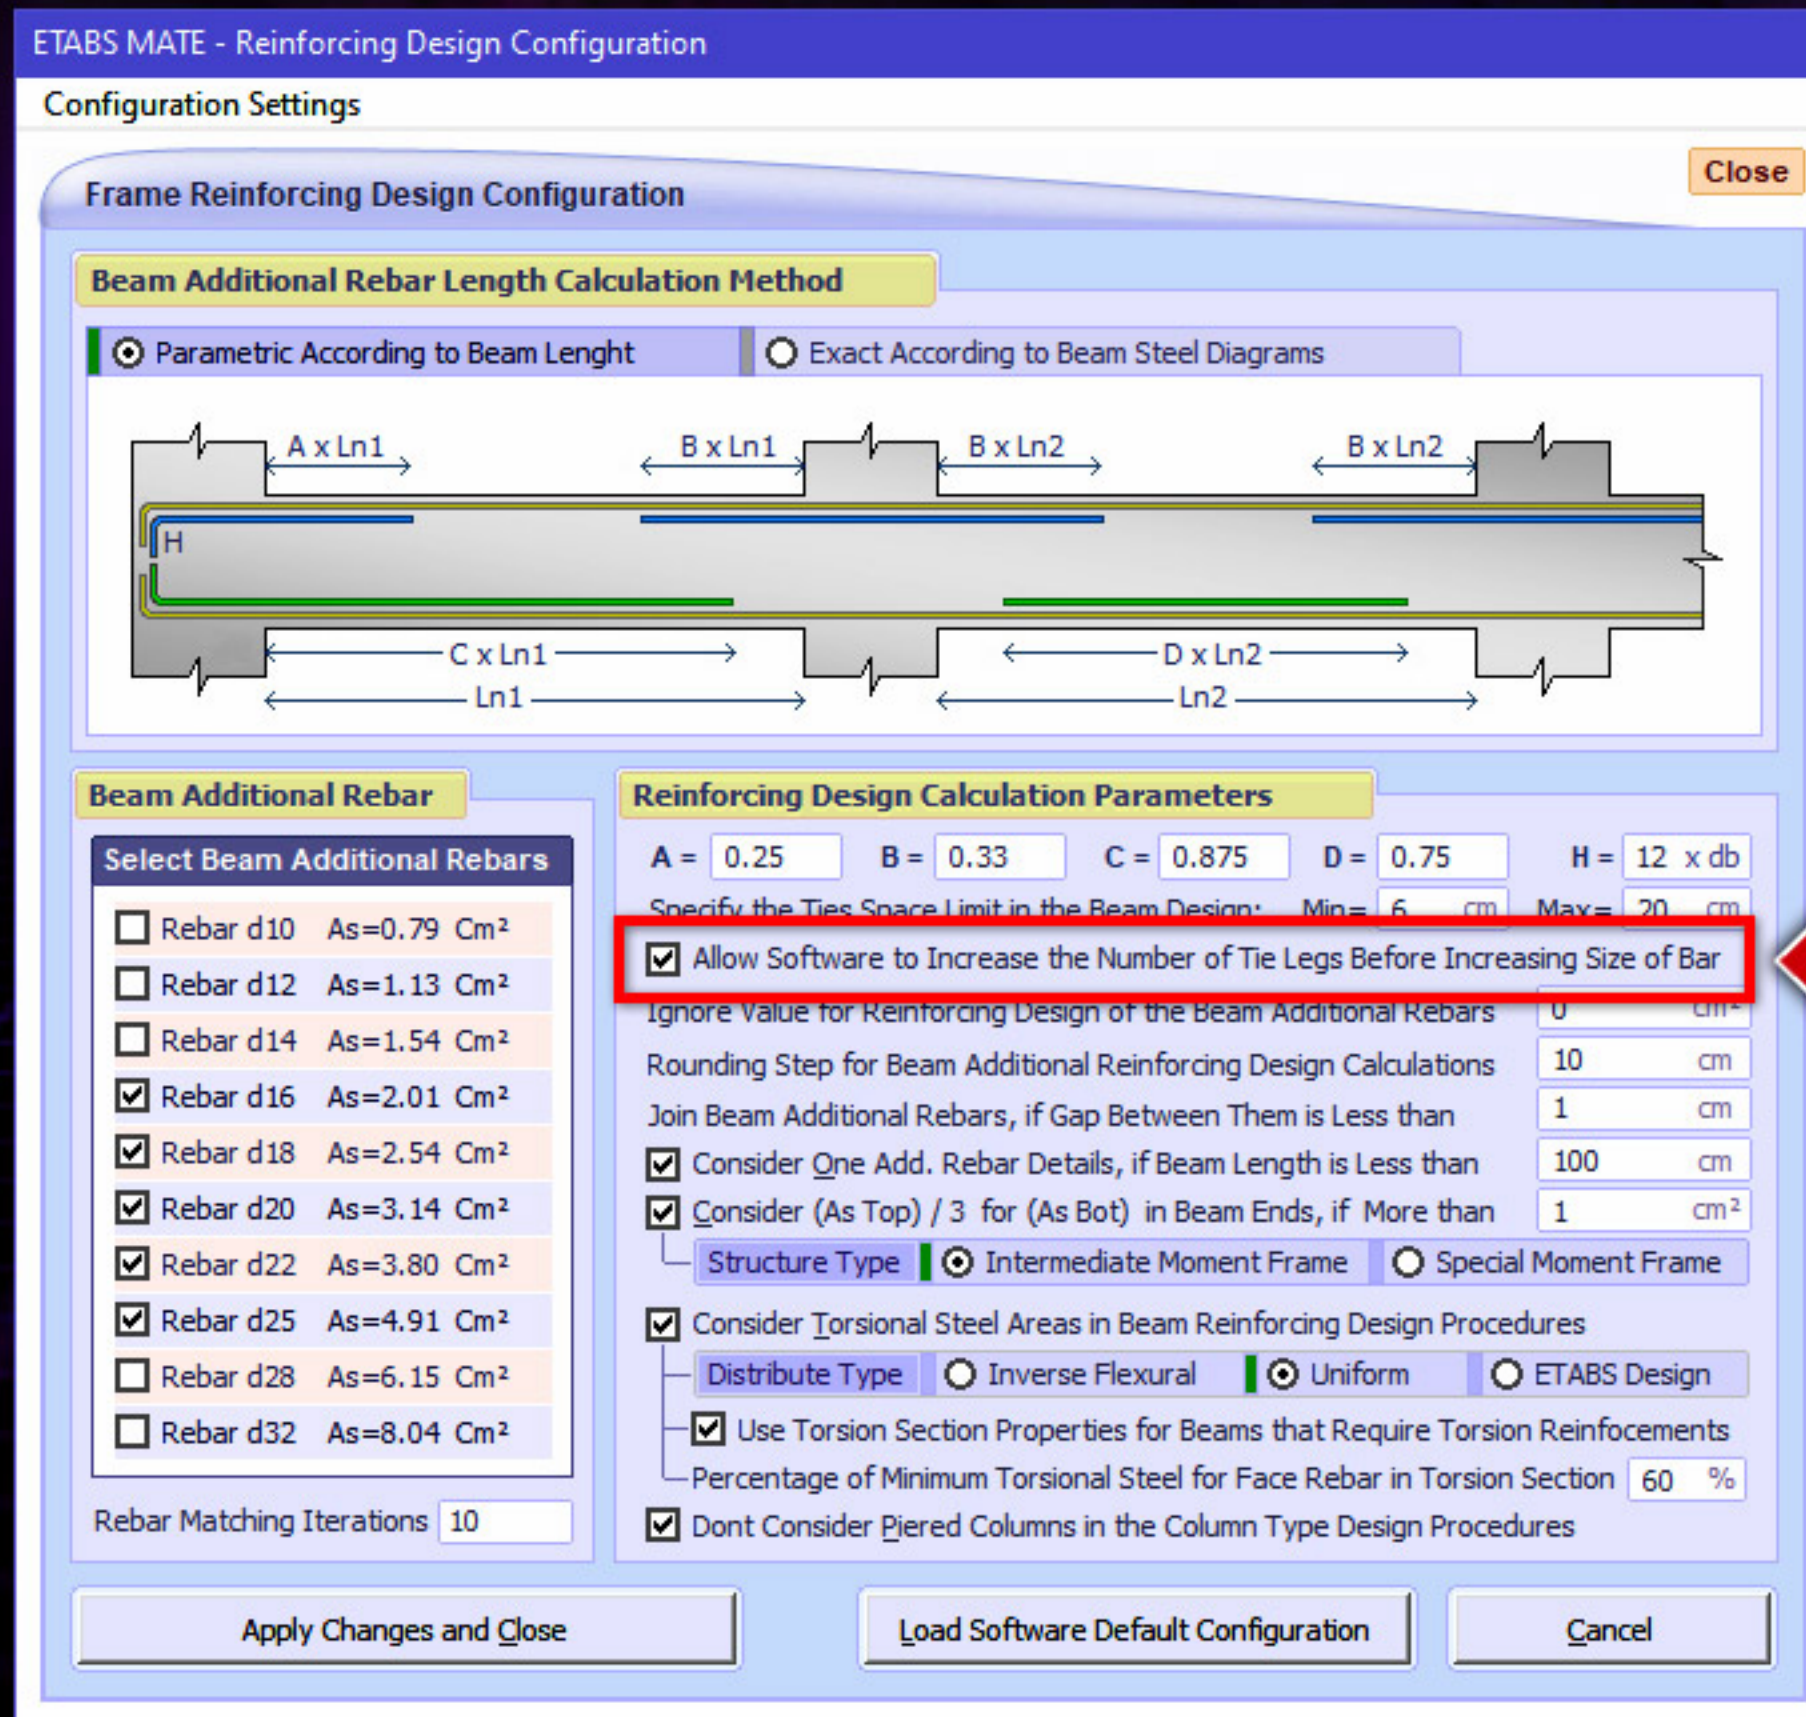 ETABS MATE - Reinforcing Design Configuration
Configuration Settings
Close
Frame Reinforcing Design Configuration
Beam Additional Rebar Length Calculation Method
Parametric According to Beam Lenght
Exact According to Beam Steel Diagrams
A x Ln1
B x Ln1
B x Ln2
B x Ln2
H
C x Ln1
D x Ln2
Ln1
Ln2
Beam Additional Rebar
Select Beam Additional Rebars
Rebar d10 As=0.79 Cm²
Rebar d12 As=1.13 Cm²
Rebar d14 As=1.54 Cm²
Rebar d16 As=2.01 Cm²
Rebar d18 As=2.54 Cm²
Rebar d20 As=3.14 Cm²
Rebar d22 As=3.80 Cm²
Rebar d25 As=4.91 Cm²
Rebar d28 As=6.15 Cm²
Rebar d32 As=8.04 Cm²
Rebar Matching Iterations 10
Reinforcing Design Calculation Parameters
A = 0.25 B = 0.33 C = 0.875 D = 0.75 H = 12 x db
Specify the Ties Space Limit in the Beam Design: Min= 6 cm Max= 20 cm
Allow Software to Increase the Number of Tie Legs Before Increasing Size of Bar
Ignore Value for Reinforcing Design of the Beam Additional Rebars 0 cm²
Rounding Step for Beam Additional Reinforcing Design Calculations 10 cm
Join Beam Additional Rebars, if Gap Between Them is Less than 1 cm
Consider One Add. Rebar Details, if Beam Length is Less than 100 cm
Consider (As Top) / 3 for (As Bot) in Beam Ends, if More than 1 cm²
Structure Type Intermediate Moment Frame Special Moment Frame
Consider Torsional Steel Areas in Beam Reinforcing Design Procedures
Distribute Type Inverse Flexural Uniform ETABS Design
Use Torsion Section Properties for Beams that Require Torsion Reinfocements
Percentage of Minimum Torsional Steel for Face Rebar in Torsion Section 60 %
Dont Consider Piered Columns in the Column Type Design Procedures
Apply Changes and Close
Load Software Default Configuration
Cancel